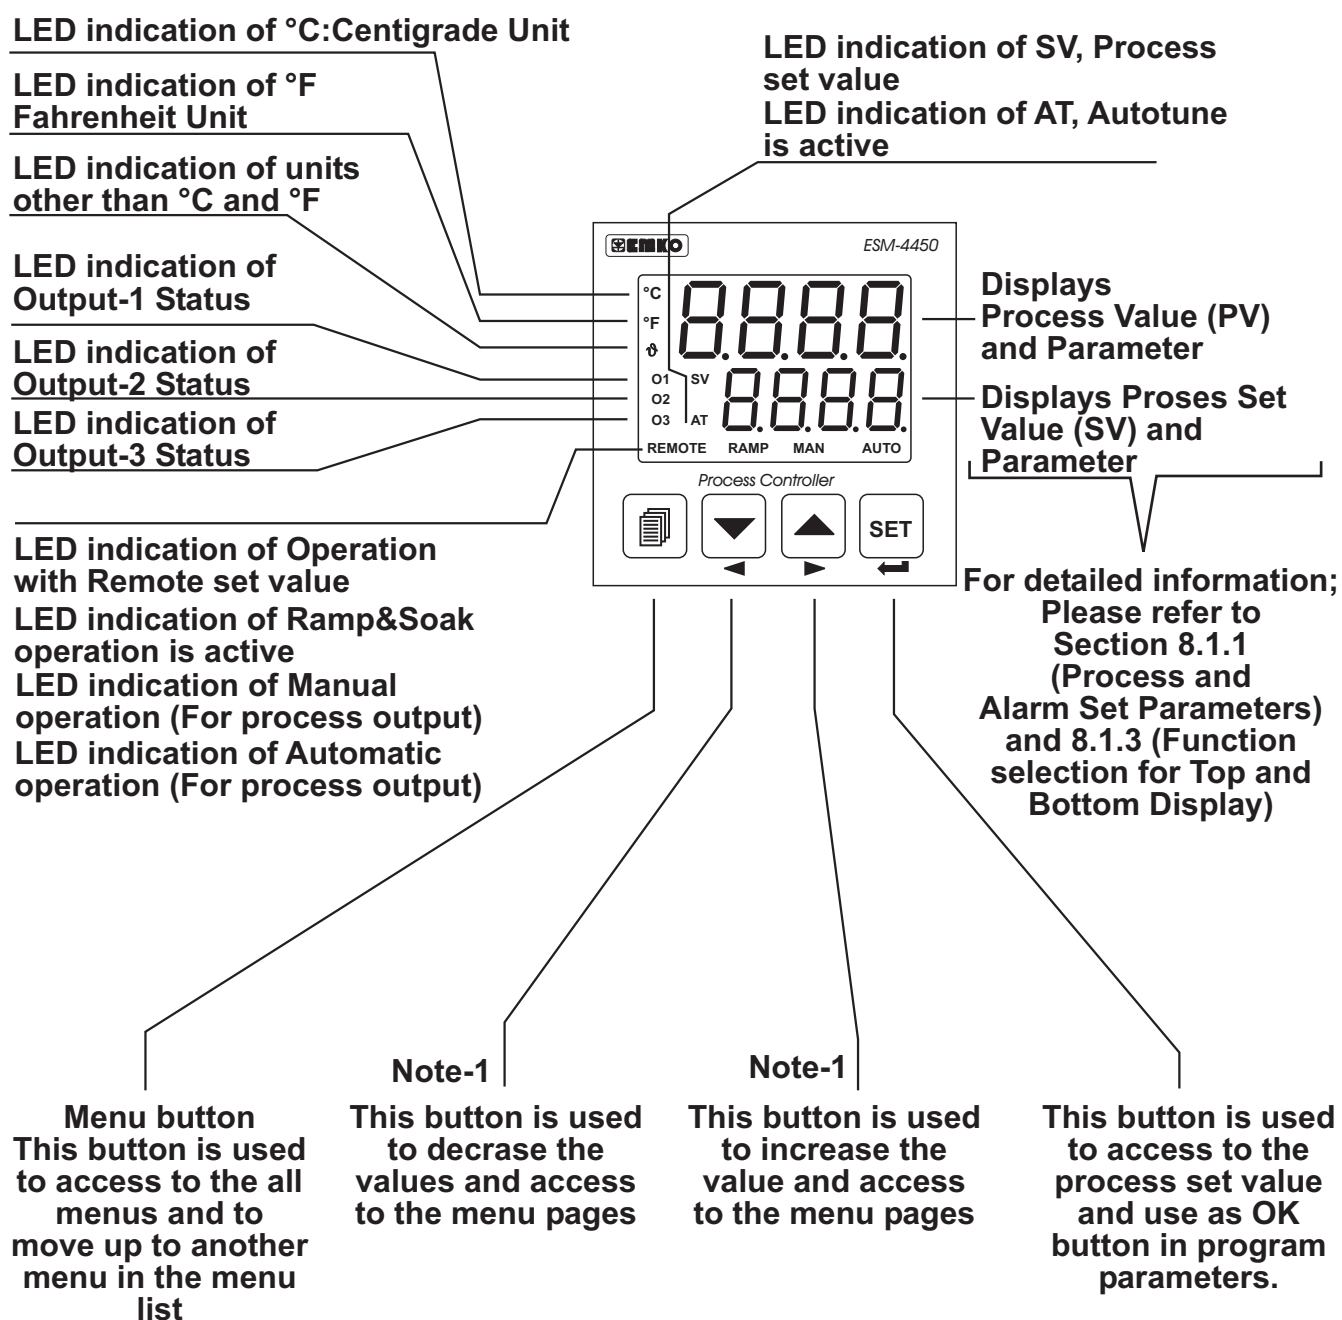 LED indication of °C:Centigrade Unit
LED indication of °F
Fahrenheit Unit
LED indication of units
other than °C and °F
LED indication of
Output-1 Status
LED indication of
Output-2 Status
LED indication of
Output-3 Status
LED indication of Operation
with Remote set value
LED indication of Ramp&Soak
operation is active
LED indication of Manual
operation (For process output)
LED indication of Automatic
operation (For process output)
LED indication of SV, Process
set value
LED indication of AT, Autotune
is active
EMKO
ESM-4450
°C
8.8.8.8.
°F
ϑ
O1 SV
8.8.8.8.
O2
O3 AT
REMOTE RAMP MAN AUTO
Process Controller
SET
Displays
Process Value (PV)
and Parameter
Displays Proses Set
Value (SV) and
Parameter
For detailed information;
Please refer to
Section 8.1.1
(Process and
Alarm Set Parameters)
and 8.1.3 (Function
selection for Top and
Bottom Display)
Menu button
This button is used
to access to the all
menus and to
move up to another
menu in the menu
list
Note-1
This button is used
to decrase the
values and access
to the menu pages
Note-1
This button is used
to increase the
value and access
to the menu pages
This button is used
to access to the
process set value
and use as OK
button in program
parameters.